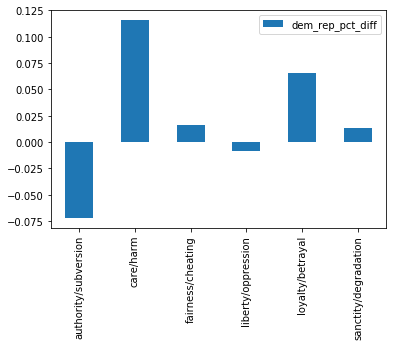 0.125
dem_rep_pct_diff
0.100
0.075
0.050
0.025
0.000
−0.025
−0.050
−0.075
authority/subversion
care/harm
fairness/cheating
liberty/oppression
loyalty/betrayal
sanctity/degradation